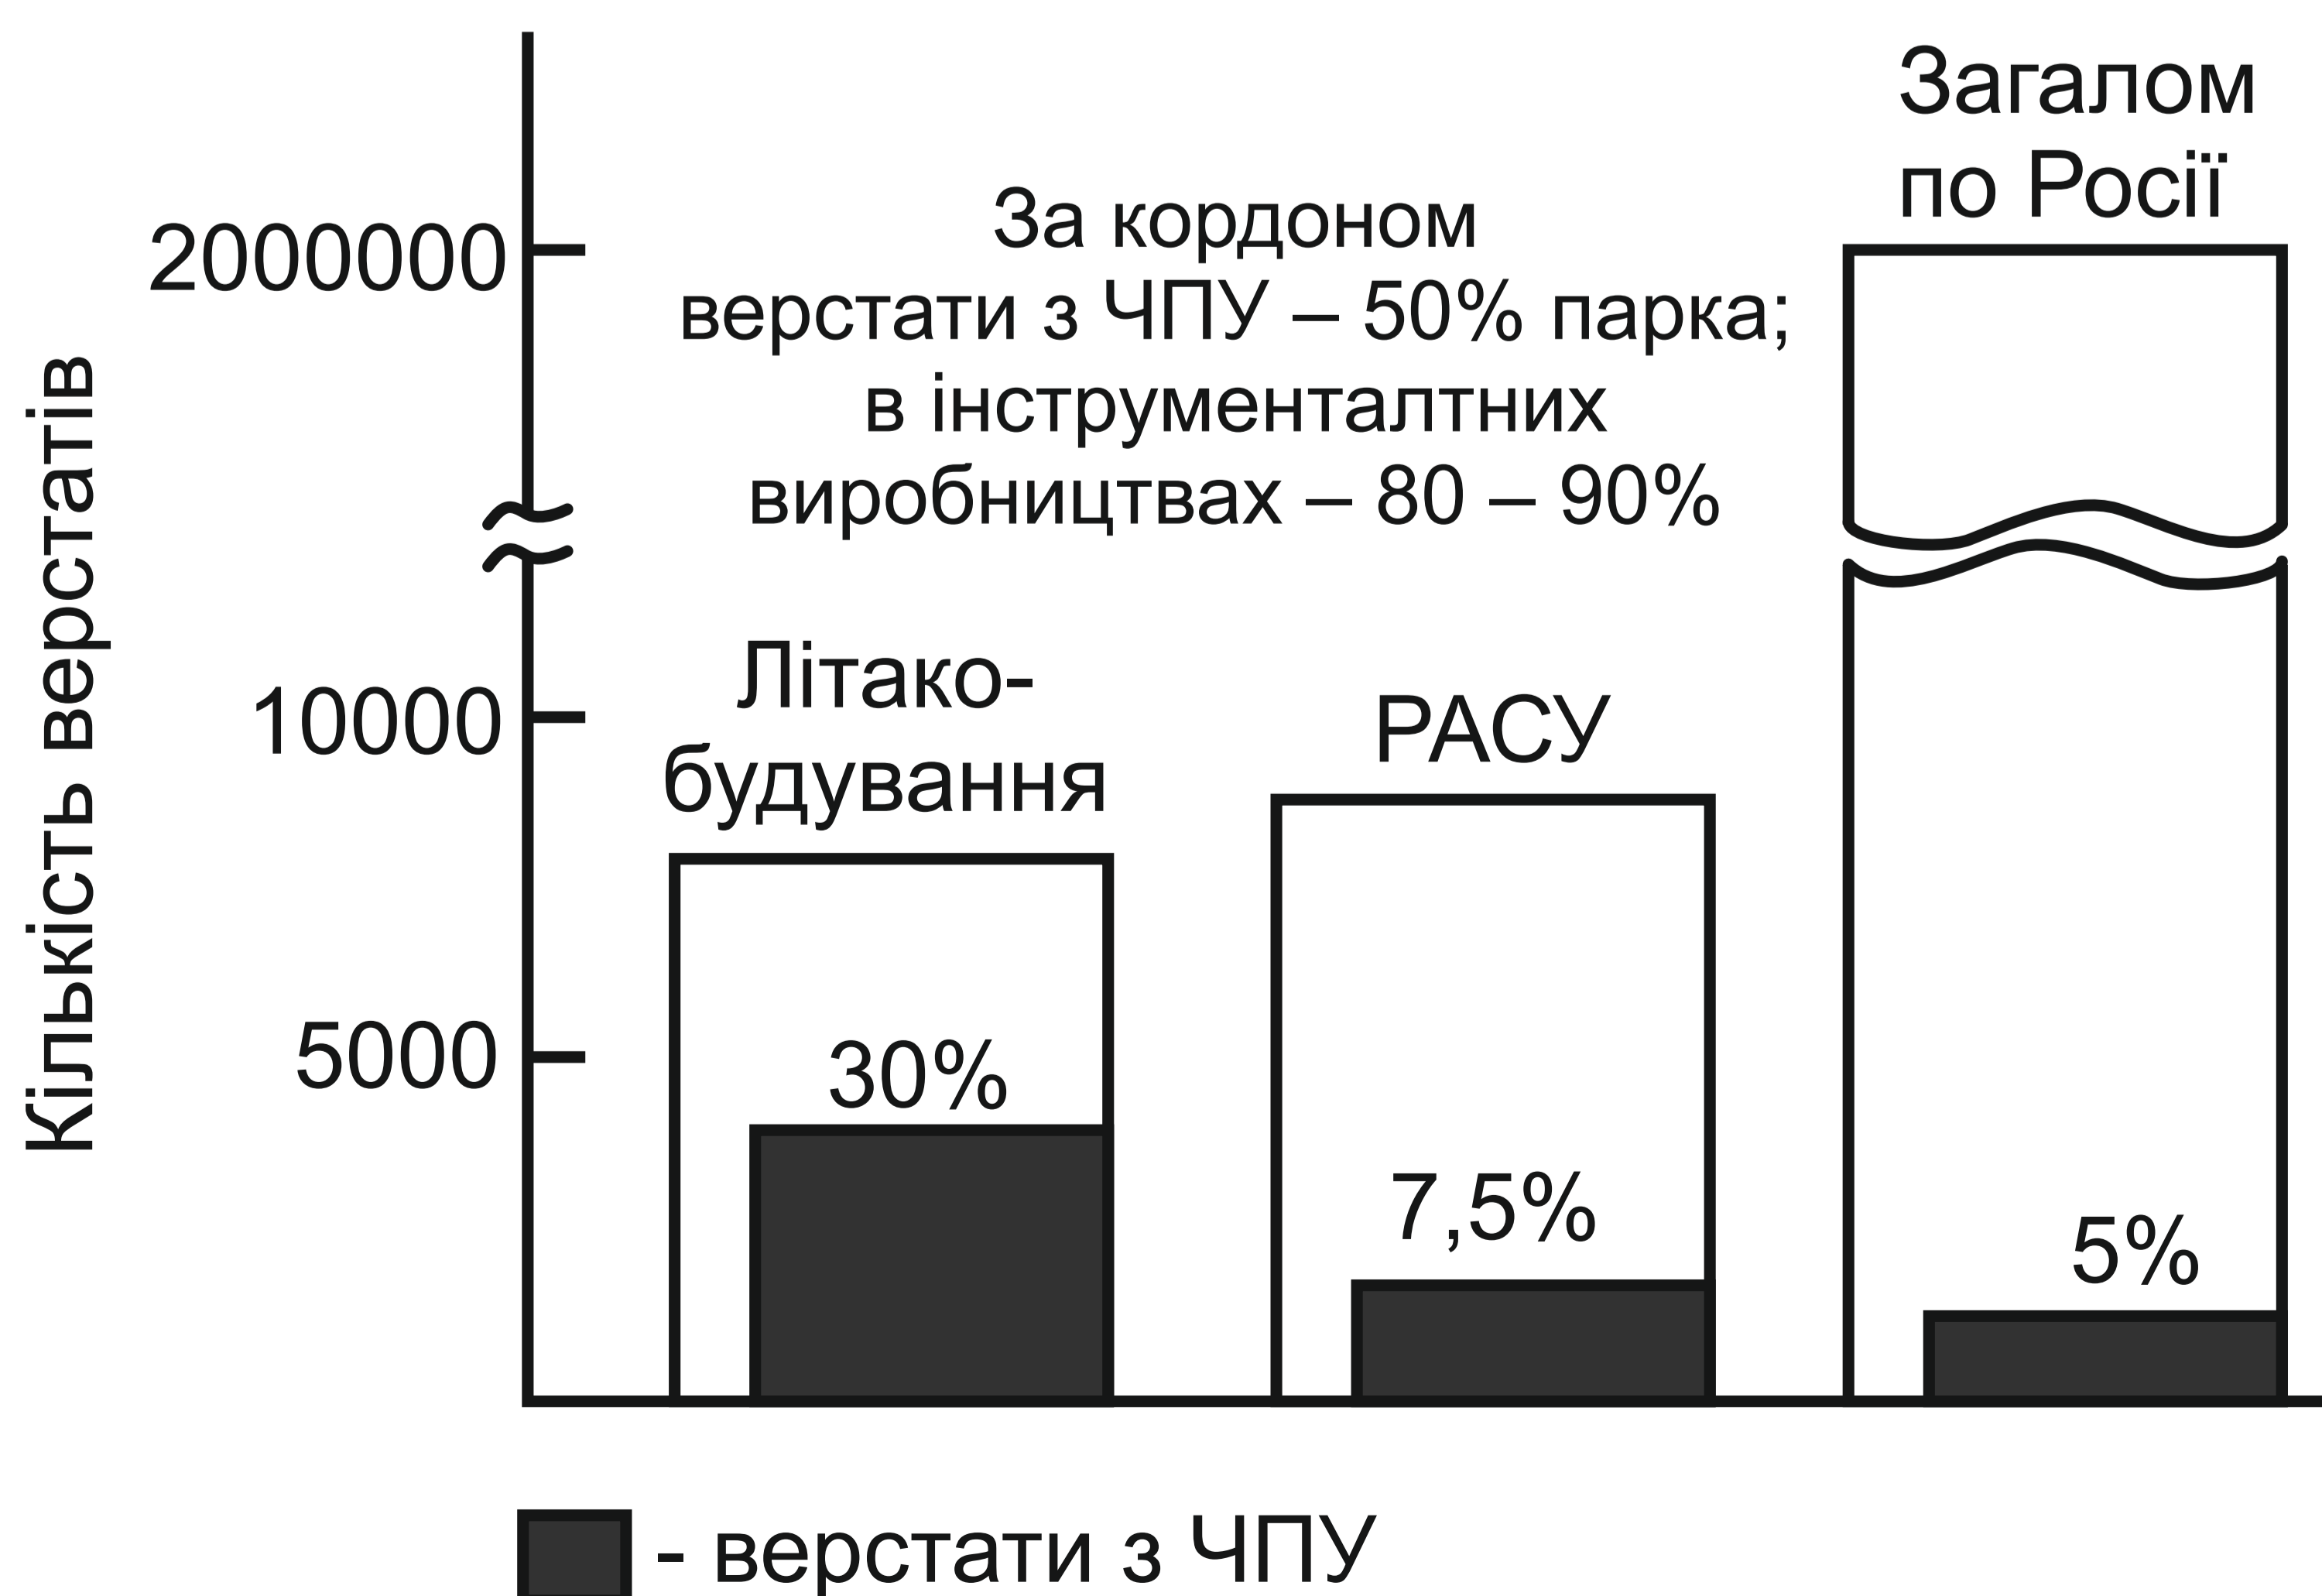 Кількість верстатів
2000000
10000
5000
За кордоном
верстати з ЧПУ – 50% парка;
в інструменталтних
виробництвах – 80 – 90%
Літако-
будування
30%
РАСУ
7,5%
Загалом
по Росії
5%
- верстати з ЧПУ